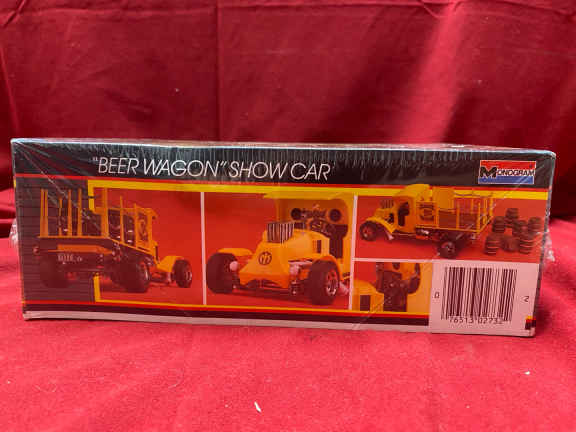 "BEER WAGON" SHOW CAR
MONOGRAM
0 76513 02732 2